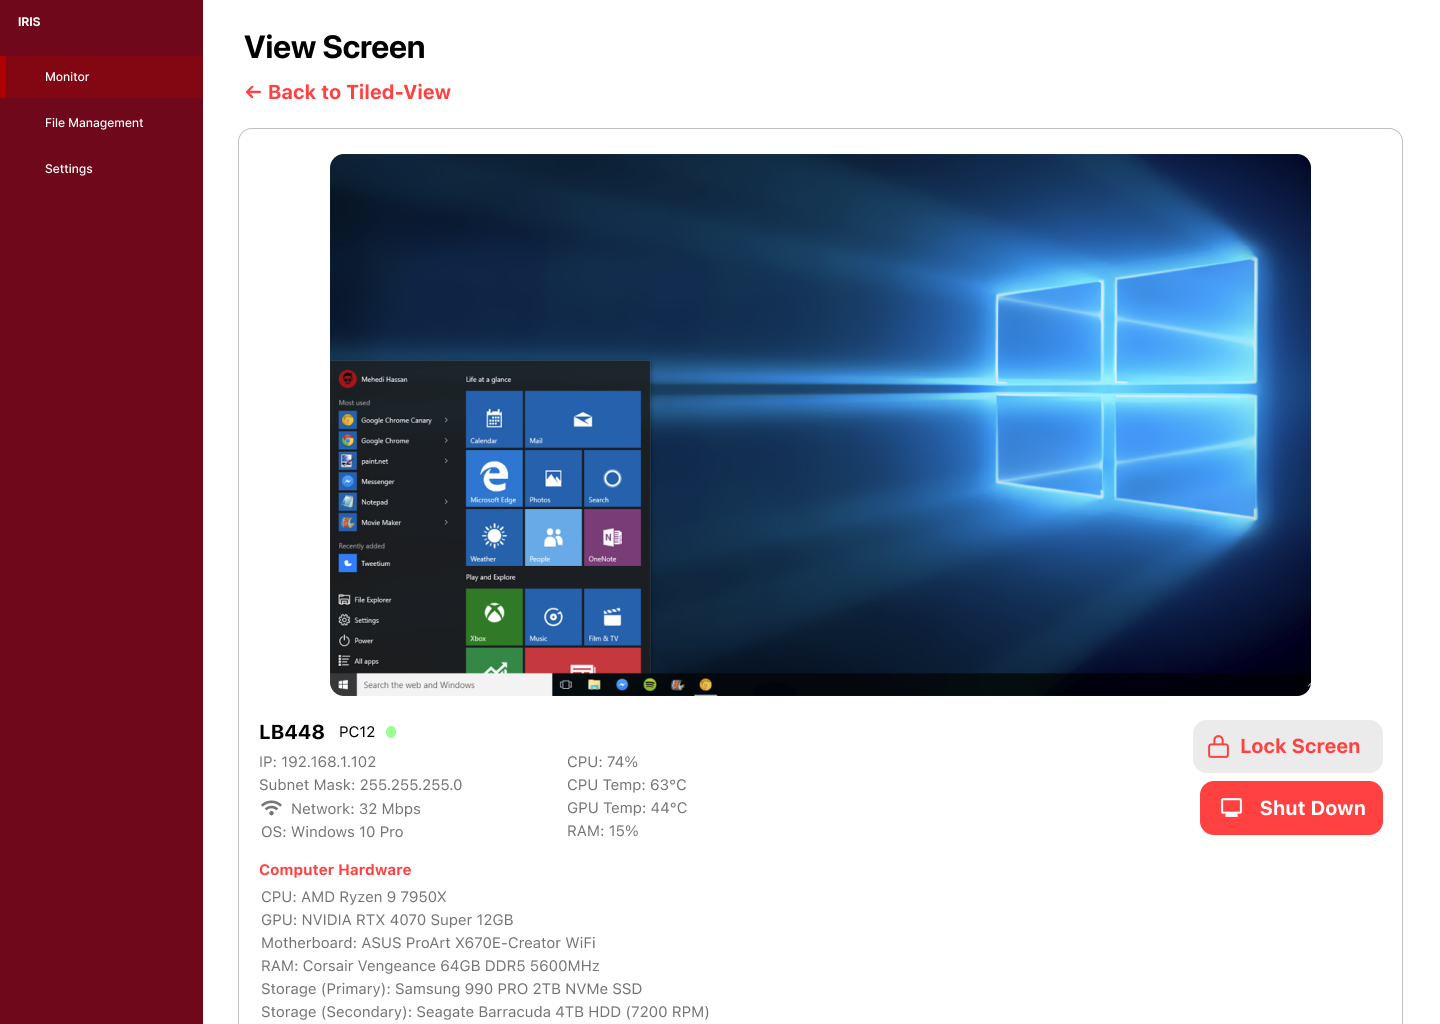 IRIS
Monitor
File Management
Settings
View Screen
← Back to Tiled-View
Mehedi Hassan
Most used
Google Chrome Canary
Google Chrome
paint.net
Messenger
Notepad
Movie Maker
Recently added
Tweetium
File Explorer
Settings
Power
All apps
Life at a glance
Calendar
Mail
Microsoft Edge
Photos
Search
Weather
People
OneNote
Play and Explore
Xbox
Music
Film & TV
Search the web and Windows
LB448 PC12
IP: 192.168.1.102
Subnet Mask: 255.255.255.0
Network: 32 Mbps
OS: Windows 10 Pro
CPU: 74%
CPU Temp: 63°C
GPU Temp: 44°C
RAM: 15%
Lock Screen
Shut Down
Computer Hardware
CPU: AMD Ryzen 9 7950X
GPU: NVIDIA RTX 4070 Super 12GB
Motherboard: ASUS ProArt X670E-Creator WiFi
RAM: Corsair Vengeance 64GB DDR5 5600MHz
Storage (Primary): Samsung 990 PRO 2TB NVMe SSD
Storage (Secondary): Seagate Barracuda 4TB HDD (7200 RPM)